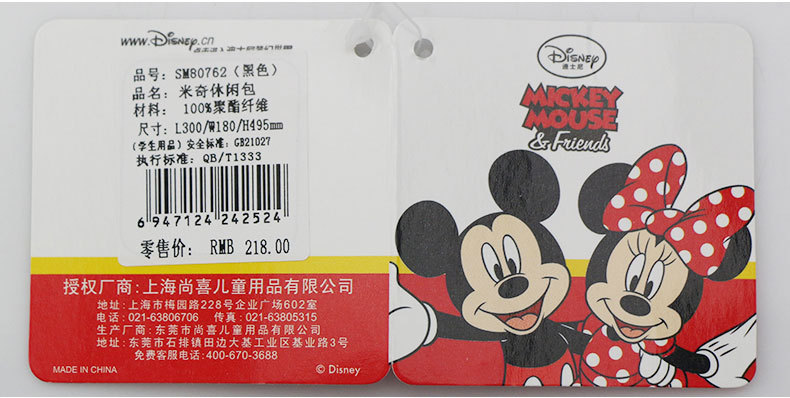 www.Disney.cn
品号: SM80762 (黑色)
品名: 米奇休闲包
材料: 100%聚酯纤维
尺寸: L300/W180/H495mm
(学生用品) 安全标准: GB21027
执行标准: QB/T1333
6 947124 242524
零售价: RMB 218.00
授权厂商:上海尚喜儿童用品有限公司
地址:上海市梅园路228号企业广场602室
电话:021-63806706 传真:021-63805315
生产厂商:东莞市尚喜儿童用品有限公司
地址:东莞市石排镇田边大基工业区基业路3号
免费客服电话:400-670-3688
MADE IN CHINA
© Disney
Disney
迪士尼
MICKEY
MOUSE
& Friends